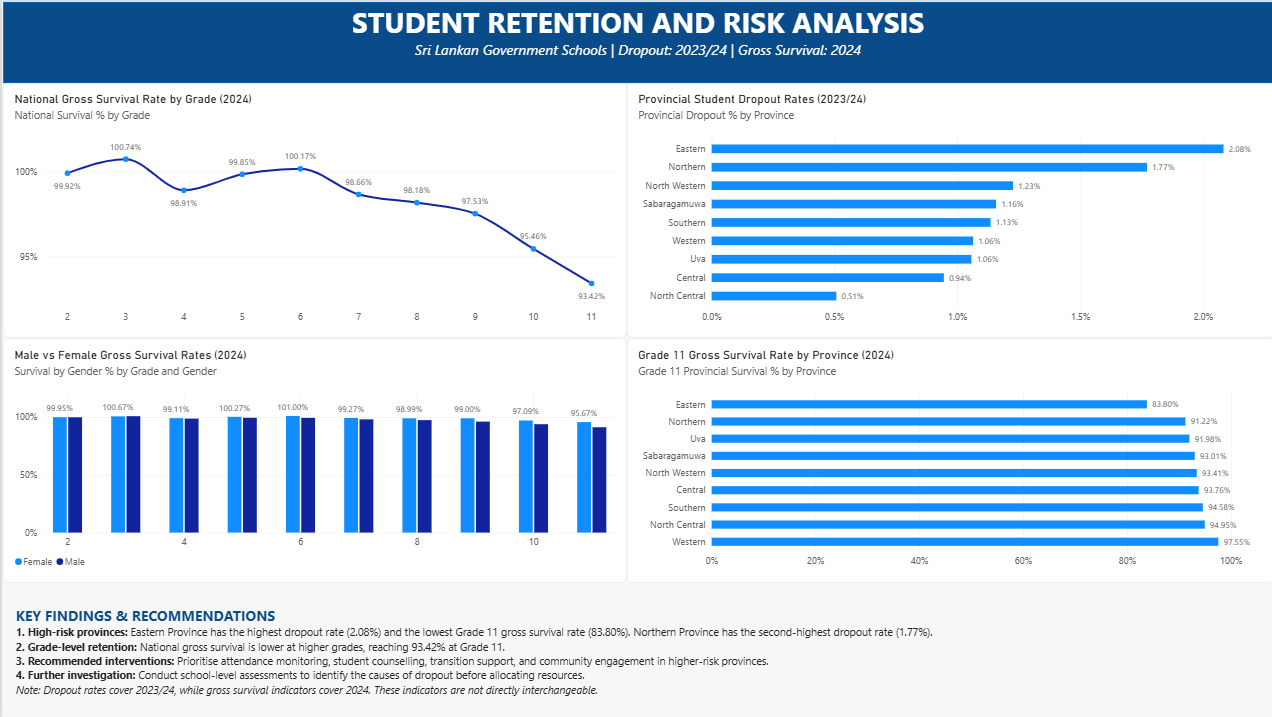 STUDENT RETENTION AND RISK ANALYSIS
Sri Lankan Government Schools | Dropout: 2023/24 | Gross Survival: 2024
National Gross Survival Rate by Grade (2024)
National Survival % by Grade
100%
95%
99.92%
100.74%
98.91%
99.85%
100.17%
98.66%
98.18%
97.53%
95.46%
93.42%
2 3 4 5 6 7 8 9 10 11
Provincial Student Dropout Rates (2023/24)
Provincial Dropout % by Province
Eastern 2.08%
Northern 1.77%
North Western 1.23%
Sabaragamuwa 1.16%
Southern 1.13%
Western 1.06%
Uva 1.06%
Central 0.94%
North Central 0.51%
0.0% 0.5% 1.0% 1.5% 2.0%
Male vs Female Gross Survival Rates (2024)
Survival by Gender % by Grade and Gender
99.95% 100.67% 99.11% 100.27% 101.00% 99.27% 98.99% 99.00% 97.09% 95.67%
100%
50%
0%
2 4 6 8 10
Female Male
Grade 11 Gross Survival Rate by Province (2024)
Grade 11 Provincial Survival % by Province
Eastern 83.80%
Northern 91.22%
Uva 91.98%
Sabaragamuwa 93.01%
North Western 93.41%
Central 93.76%
Southern 94.58%
North Central 94.95%
Western 97.55%
0% 20% 40% 60% 80% 100%
KEY FINDINGS & RECOMMENDATIONS
1. High-risk provinces: Eastern Province has the highest dropout rate (2.08%) and the lowest Grade 11 gross survival rate (83.80%). Northern Province has the second-highest dropout rate (1.77%).
2. Grade-level retention: National gross survival is lower at higher grades, reaching 93.42% at Grade 11.
3. Recommended interventions: Prioritise attendance monitoring, student counselling, transition support, and community engagement in higher-risk provinces.
4. Further investigation: Conduct school-level assessments to identify the causes of dropout before allocating resources.
Note: Dropout rates cover 2023/24, while gross survival indicators cover 2024. These indicators are not directly interchangeable.